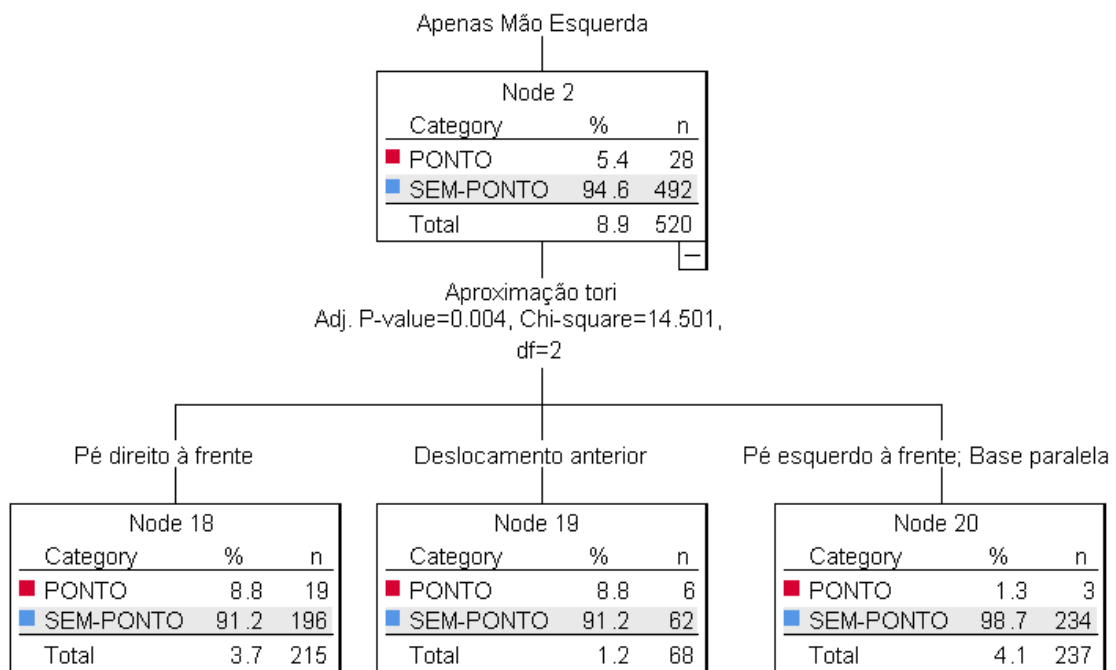 Apenas Mão Esquerda
Node 2
Category % n
PONTO 5.4 28
SEM-PONTO 94.6 492
Total 8.9 520
Aproximação tori
Adj. P-value=0.004, Chi-square=14.501,
df=2
Pé direito à frente
Deslocamento anterior
Pé esquerdo à frente; Base paralela
Node 18
Category % n
PONTO 8.8 19
SEM-PONTO 91.2 196
Total 3.7 215
Node 19
Category % n
PONTO 8.8 6
SEM-PONTO 91.2 62
Total 1.2 68
Node 20
Category % n
PONTO 1.3 3
SEM-PONTO 98.7 234
Total 4.1 237